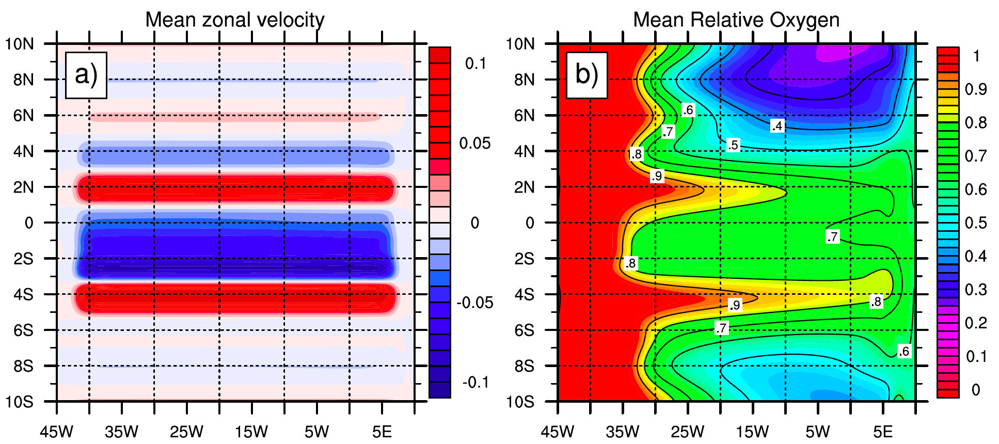 Mean zonal velocity
a)
10N
8N
6N
4N
2N
0
2S
4S
6S
8S
10S
45W 35W 25W 15W 5W 5E
0.1
0.05
0
-0.05
-0.1
Mean Relative Oxygen
b)
10N
8N
6N
4N
2N
0
2S
4S
6S
8S
10S
45W 35W 25W 15W 5W 5E
.6
.4
.7
.5
.8
.9
.7
.8
.9
.8
.7
.6
1
0.9
0.8
0.7
0.6
0.5
0.4
0.3
0.2
0.1
0